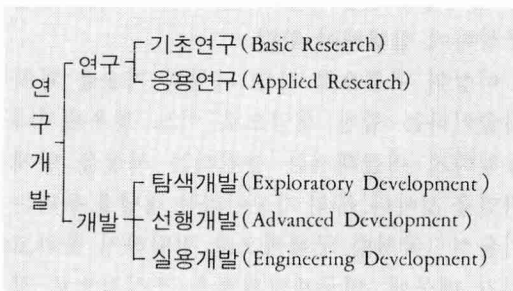 연구개발
연구
기초연구(Basic Research)
응용연구(Applied Research)
개발
탐색개발(Exploratory Development)
선행개발(Advanced Development)
실용개발(Engineering Development)